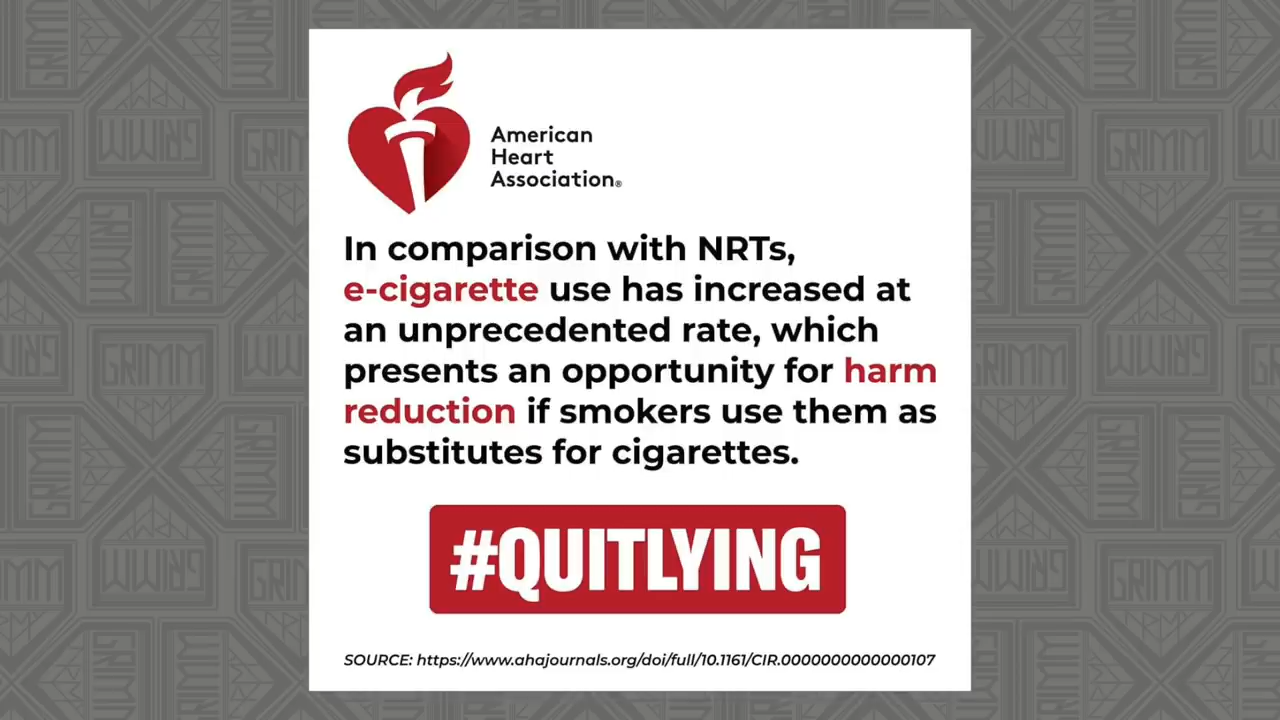 American
Heart
Association®
In comparison with NRTs,
e-cigarette use has increased at
an unprecedented rate, which
presents an opportunity for harm
reduction if smokers use them as
substitutes for cigarettes.
#QUITLYING
SOURCE: https://www.ahajournals.org/doi/full/10.1161/CIR.0000000000000107
GRIMM